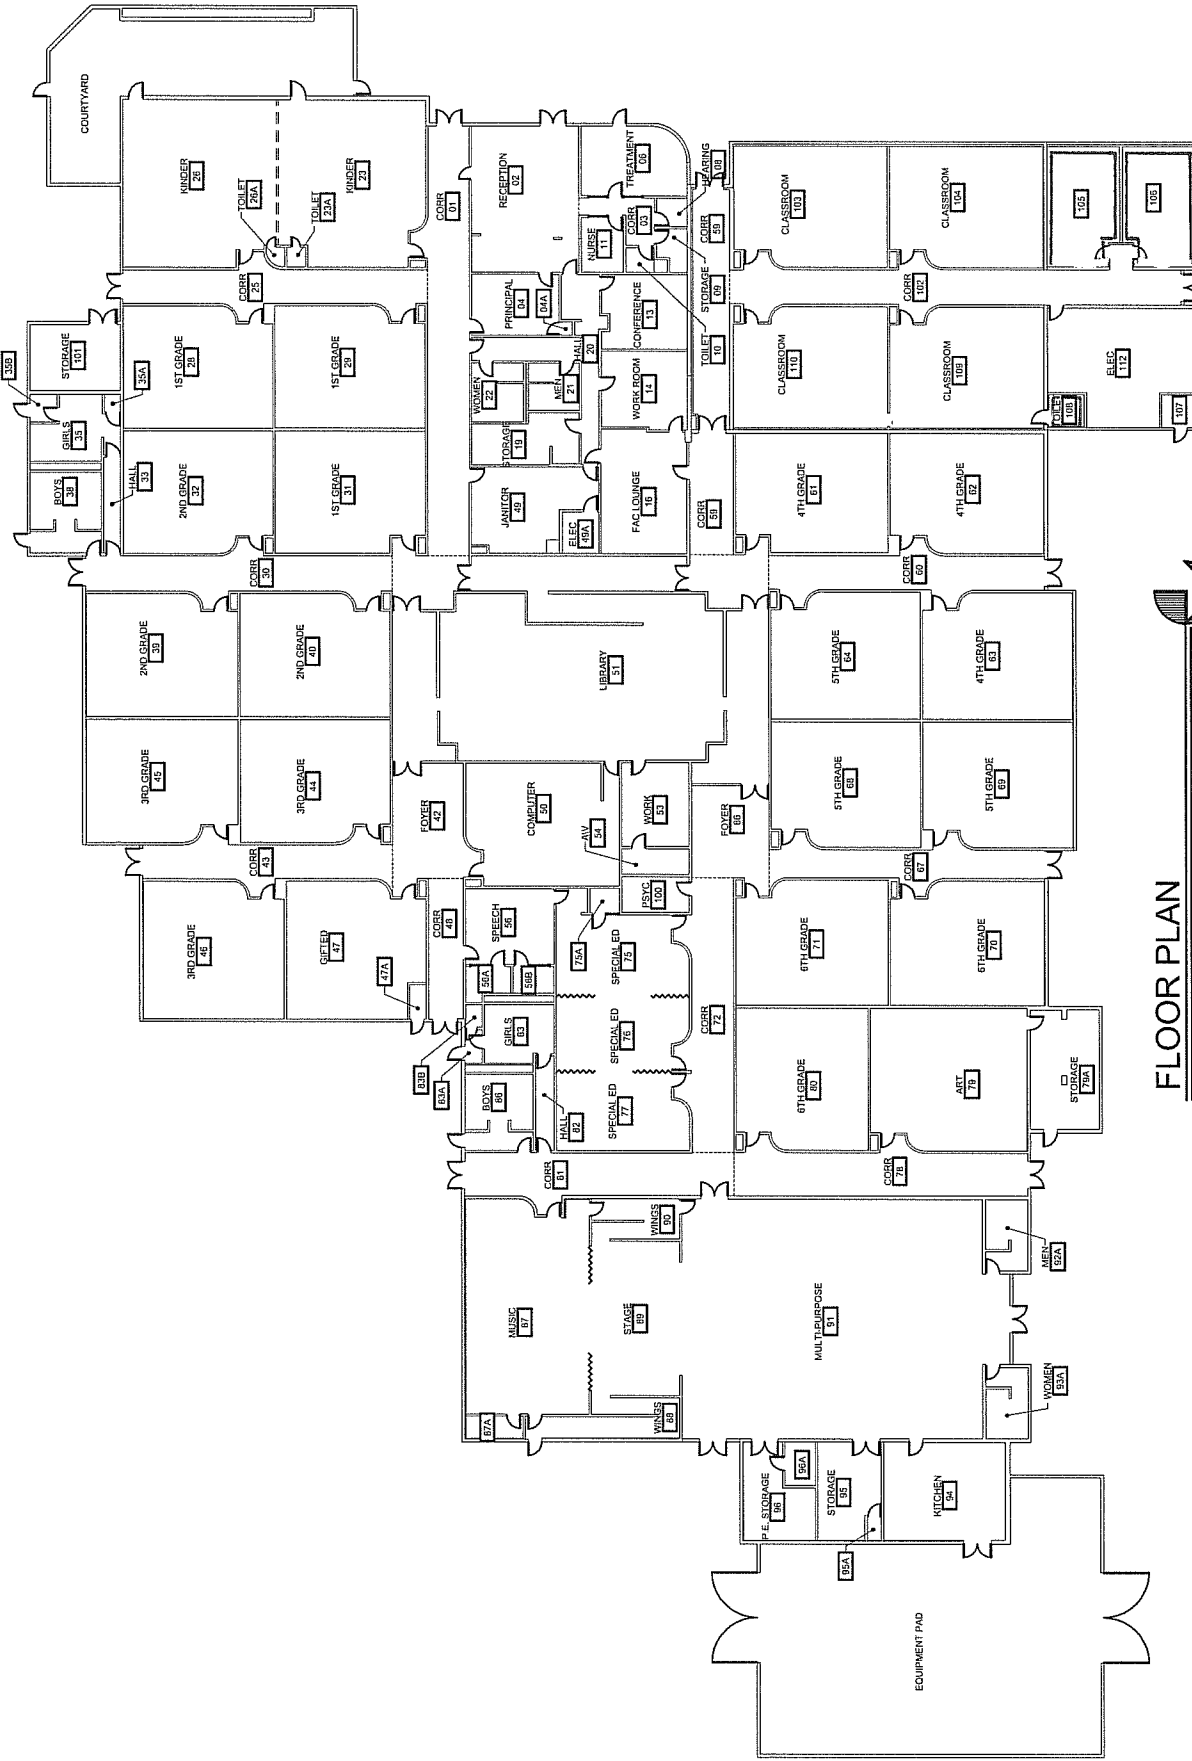 COURTYARD
KINDER
26
TOILET
26A
TOILET
23A
KINDER
23
CORR
01
RECEPTION
02
TREATMENT
06
HEARING
08
CORR
03
NURSE
11
CORR
59
STORAGE
09
TOILET
10
CLASSROOM
103
CLASSROOM
104
105
106
CORR
25
PRINCIPAL
04
04A
CONFERENCE
13
HALL
20
CORR
102
35B
STORAGE
101
35A
1ST GRADE
28
1ST GRADE
29
WOMEN
22
MEN
21
WORK ROOM
14
CLASSROOM
110
CLASSROOM
109
ELEC
112
TOILET
108
107
GIRLS
35
BOYS
38
HALL
33
2ND GRADE
32
1ST GRADE
31
STORAGE
19
JANITOR
49
ELEC
49A
FAC LOUNGE
16
CORR
59
4TH GRADE
61
4TH GRADE
62
CORR
30
CORR
60
2ND GRADE
39
2ND GRADE
40
LIBRARY
51
5TH GRADE
64
4TH GRADE
63
3RD GRADE
45
3RD GRADE
44
FOYER
42
COMPUTER
50
A/V
54
WORK
53
FOYER
66
5TH GRADE
68
5TH GRADE
69
CORR
43
CORR
67
3RD GRADE
46
GIFTED
47
47A
CORR
48
SPEECH
56
56A
56B
75A
PSYC
100
SPECIAL ED
75
SPECIAL ED
76
SPECIAL ED
77
CORR
72
6TH GRADE
71
6TH GRADE
70
83B
83A
GIRLS
83
BOYS
86
HALL
82
6TH GRADE
80
ART
79
STORAGE
79A
CORR
81
CORR
78
MUSIC
87
87A
STAGE
89
WINGS
90
WINGS
88
MULTI-PURPOSE
91
MEN
92A
WOMEN
93A
P.E. STORAGE
96
96A
STORAGE
95
95A
KITCHEN
94
EQUIPMENT PAD
FLOOR PLAN